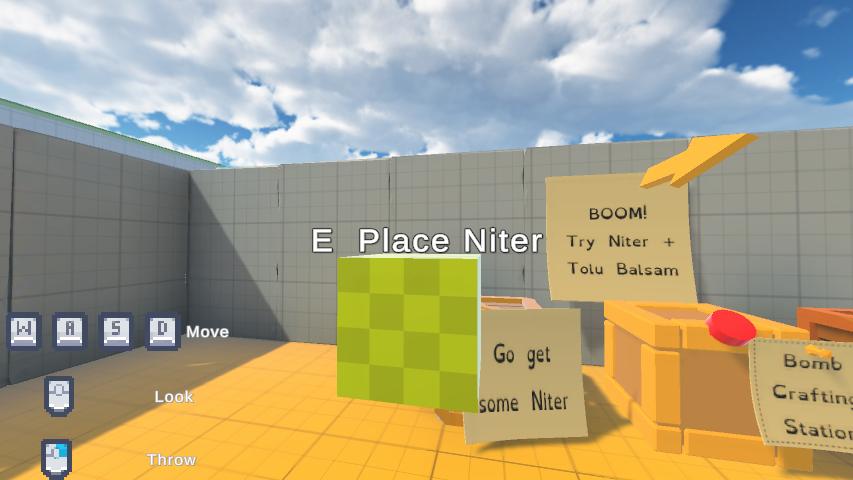 BOOM!
Try Niter +
Tolu Balsam
E Place Niter
W A S D Move
Look
Throw
Go get
some Niter
Bomb
Crafting
Station